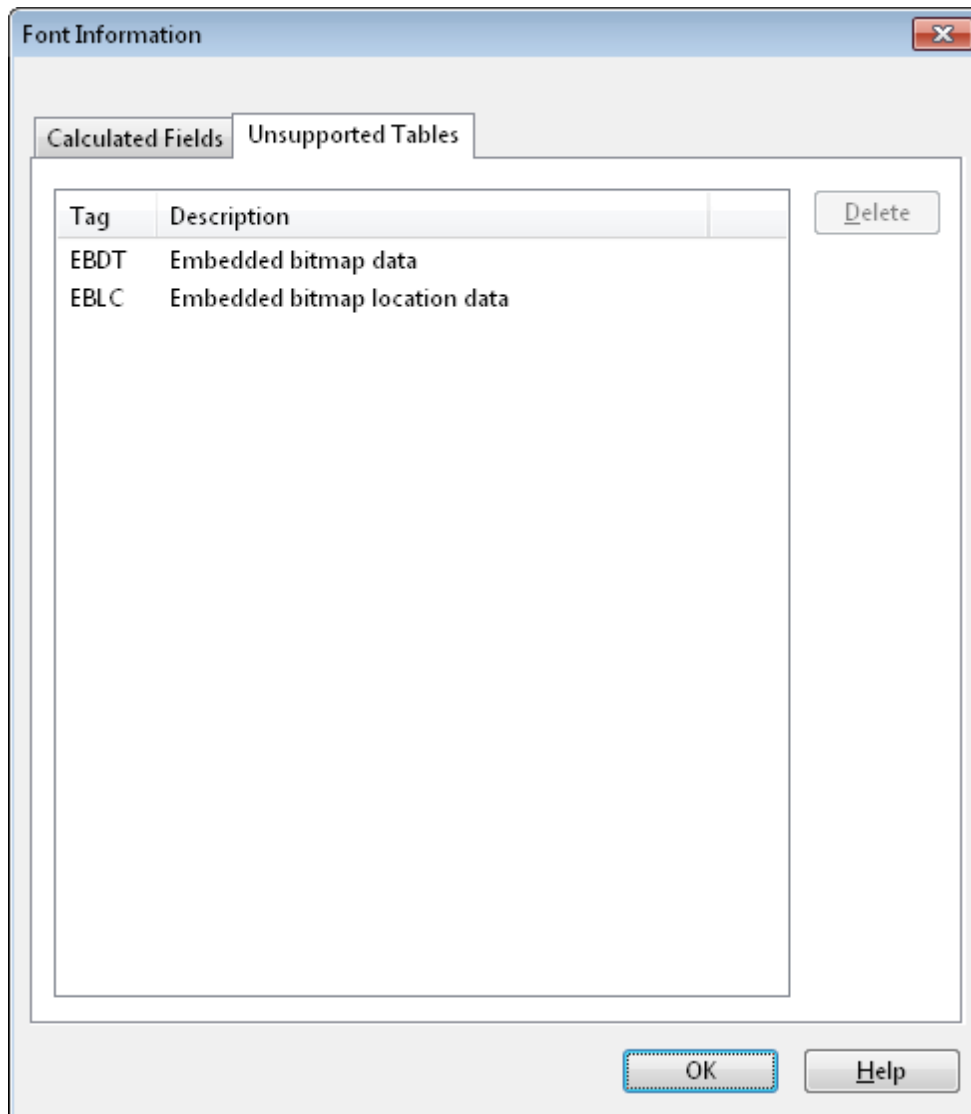 Font Information
Calculated Fields Unsupported Tables
Tag Description
Delete
EBDT Embedded bitmap data
EBLC Embedded bitmap location data
OK Help